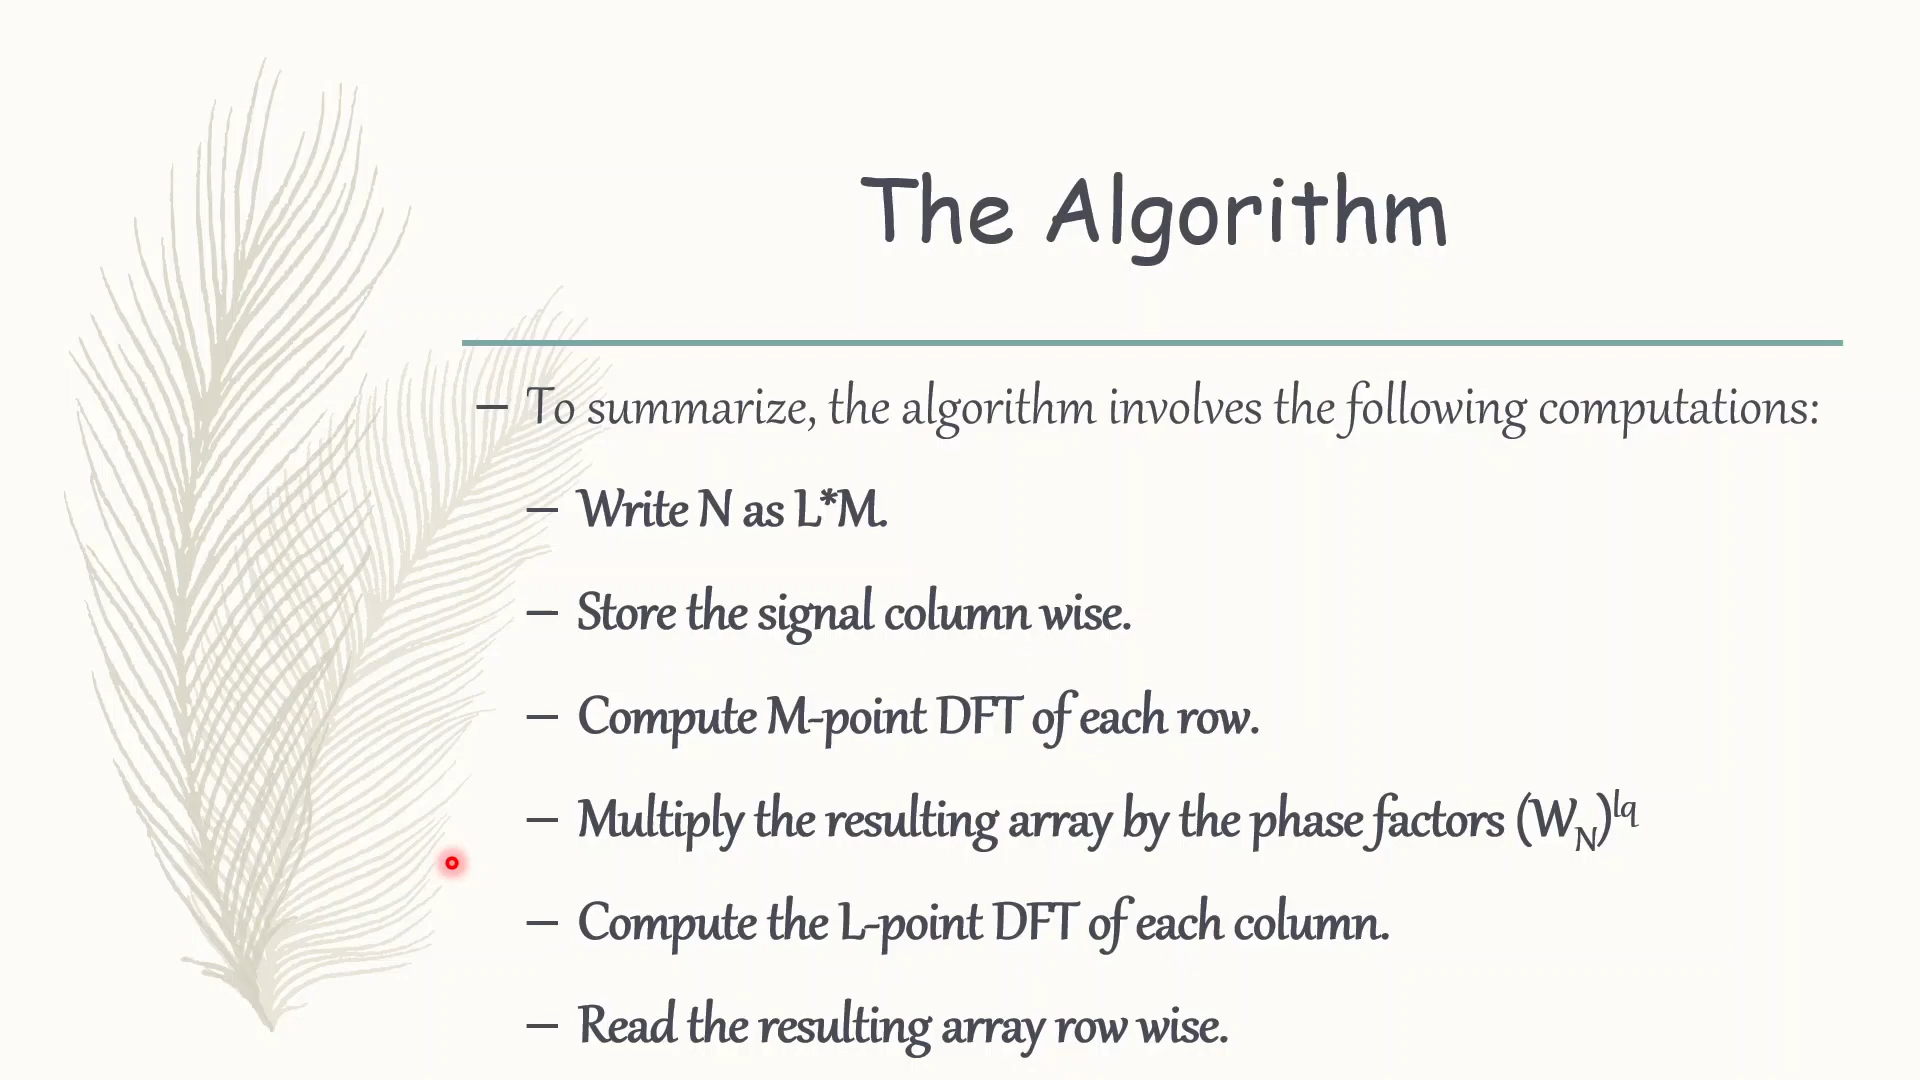 The Algorithm
– To summarize, the algorithm involves the following computations:
– Write N as L*M.
– Store the signal column wise.
– Compute M-point DFT of each row.
– Multiply the resulting array by the phase factors (W_N)^lq
– Compute the L-point DFT of each column.
– Read the resulting array row wise.